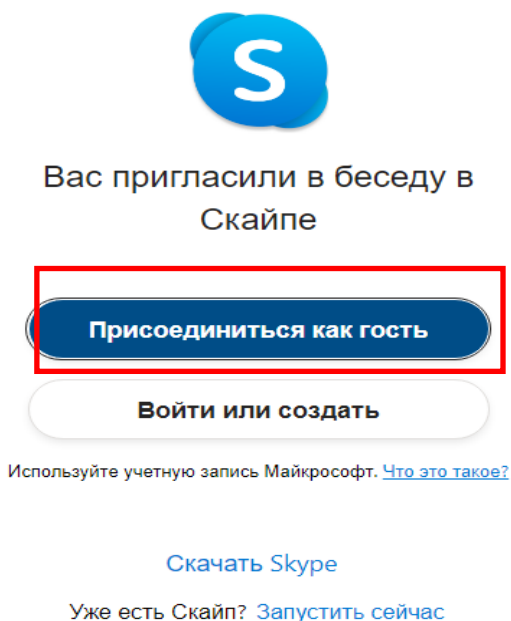 S
Вас пригласили в беседу в
Скайпе
Присоединиться как гость
Войти или создать
Используйте учетную запись Майкрософт. Что это такое?
Скачать Skype
Уже есть Скайп? Запустить сейчас